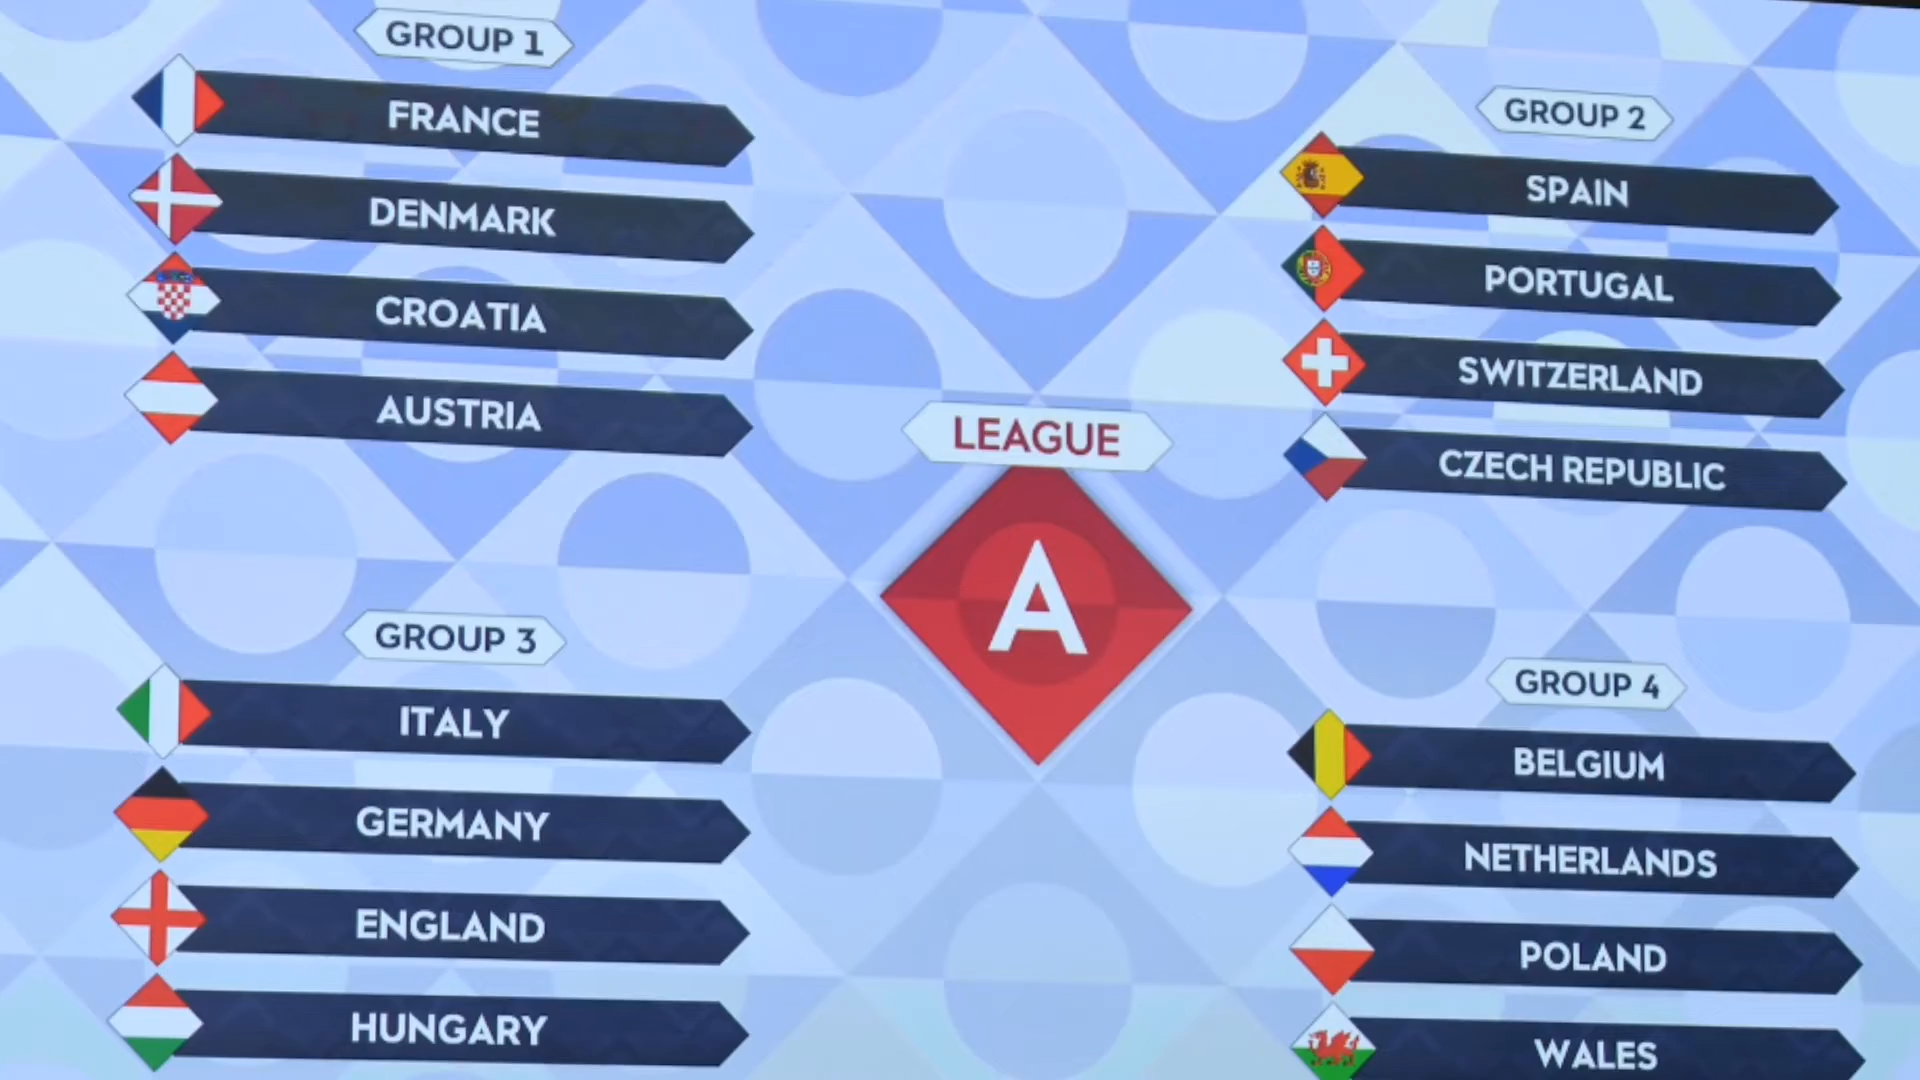 GROUP 1
FRANCE
DENMARK
CROATIA
AUSTRIA
GROUP 2
SPAIN
PORTUGAL
SWITZERLAND
CZECH REPUBLIC
LEAGUE
A
GROUP 3
ITALY
GERMANY
ENGLAND
HUNGARY
GROUP 4
BELGIUM
NETHERLANDS
POLAND
WALES